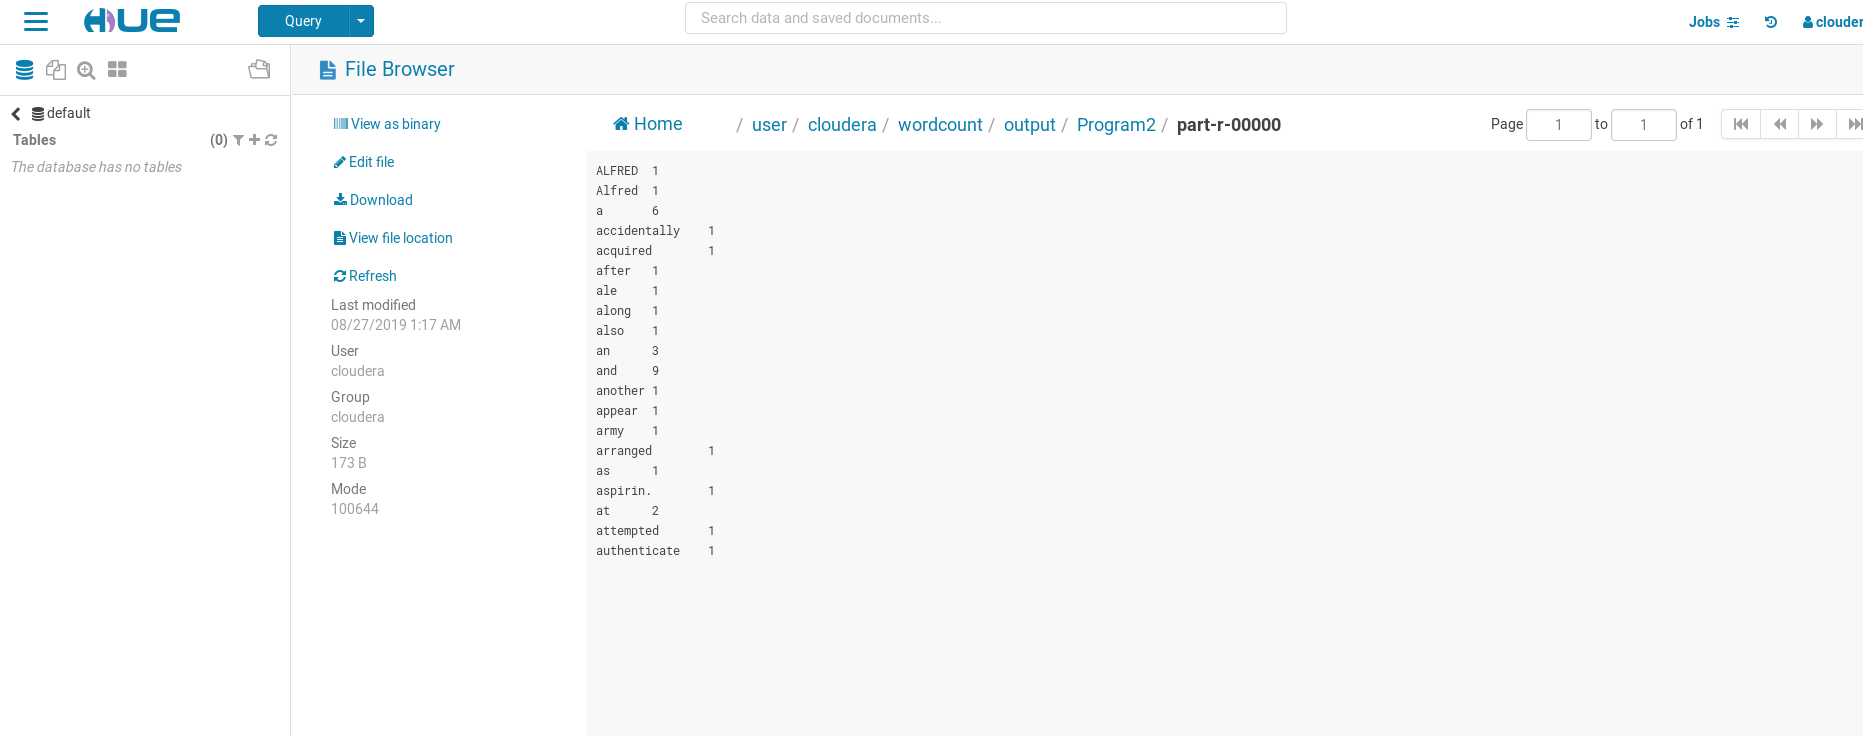 HUE
Query
Search data and saved documents...
Jobs
clouder
File Browser
default
Tables (0)
The database has no tables
View as binary
Edit file
Download
View file location
Refresh
Last modified
08/27/2019 1:17 AM
User
cloudera
Group
cloudera
Size
173 B
Mode
100644
Home / user / cloudera / wordcount / output / Program2 / part-r-00000
Page 1 to 1 of 1
ALFRED 1
Alfred 1
a 6
accidentally 1
acquired 1
after 1
ale 1
along 1
also 1
an 3
and 9
another 1
appear 1
army 1
arranged 1
as 1
aspirin. 1
at 2
attempted 1
authenticate 1